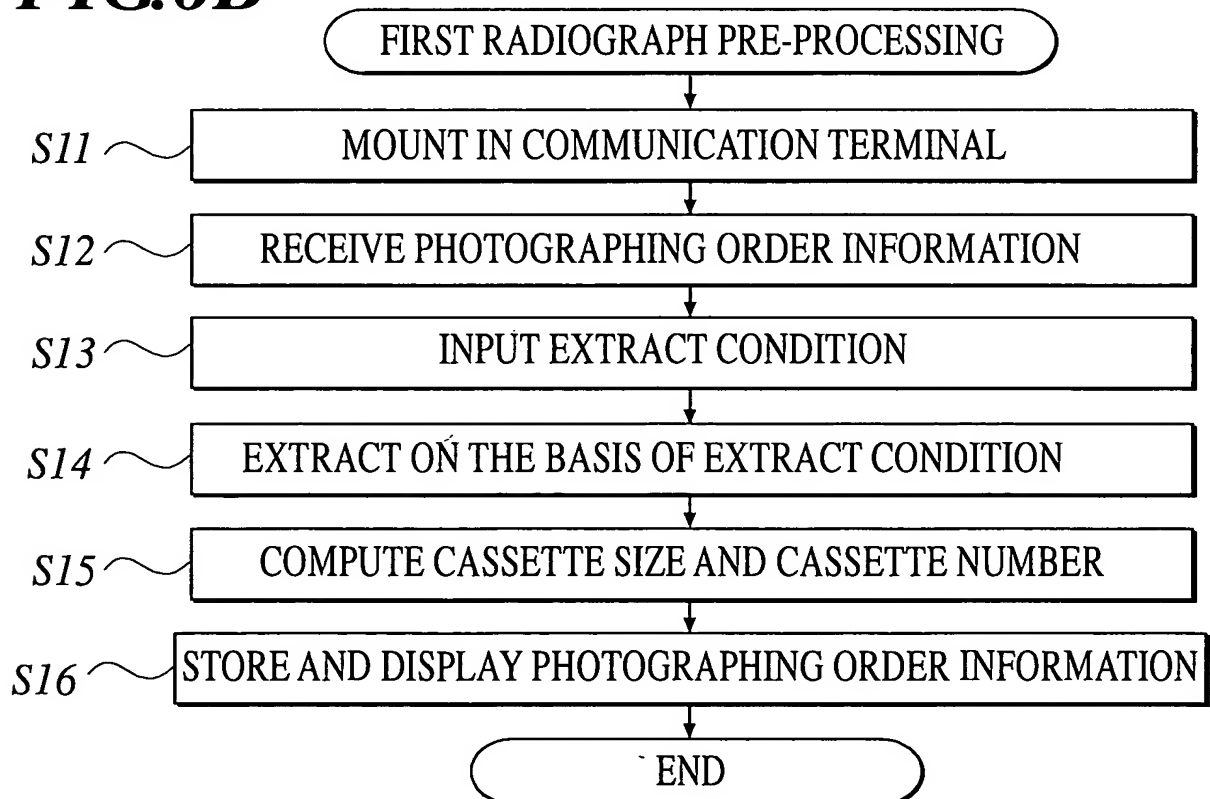 FIRST RADIOGRAPH PRE-PROCESSING
S11 MOUNT IN COMMUNICATION TERMINAL
S12 RECEIVE PHOTOGRAPHING ORDER INFORMATION
S13 INPUT EXTRACT CONDITION
S14 EXTRACT ON THE BASIS OF EXTRACT CONDITION
S15 COMPUTE CASSETTE SIZE AND CASSETTE NUMBER
S16 STORE AND DISPLAY PHOTOGRAPHING ORDER INFORMATION
END